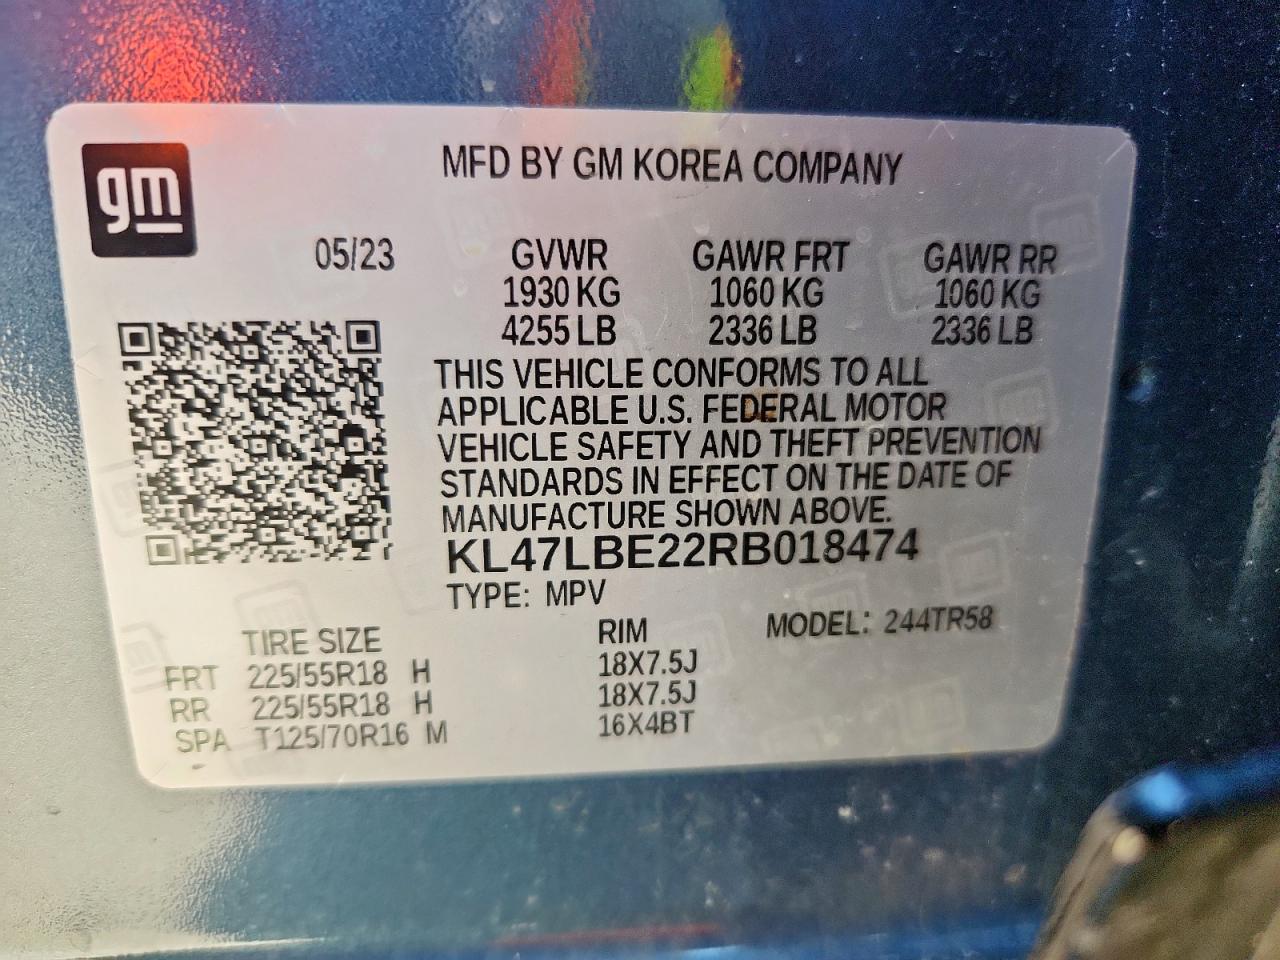 gm
MFD BY GM KOREA COMPANY
05/23 GVWR GAWR FRT GAWR RR
1930 KG 1060 KG 1060 KG
4255 LB 2336 LB 2336 LB
THIS VEHICLE CONFORMS TO ALL
APPLICABLE U.S. FEDERAL MOTOR
VEHICLE SAFETY AND THEFT PREVENTION
STANDARDS IN EFFECT ON THE DATE OF
MANUFACTURE SHOWN ABOVE.
KL47LBE22RB018474
TYPE: MPV
TIRE SIZE RIM MODEL: 244TR58
FRT 225/55R18 H 18X7.5J
RR 225/55R18 H 18X7.5J
SPA T125/70R16 M 16X4BT